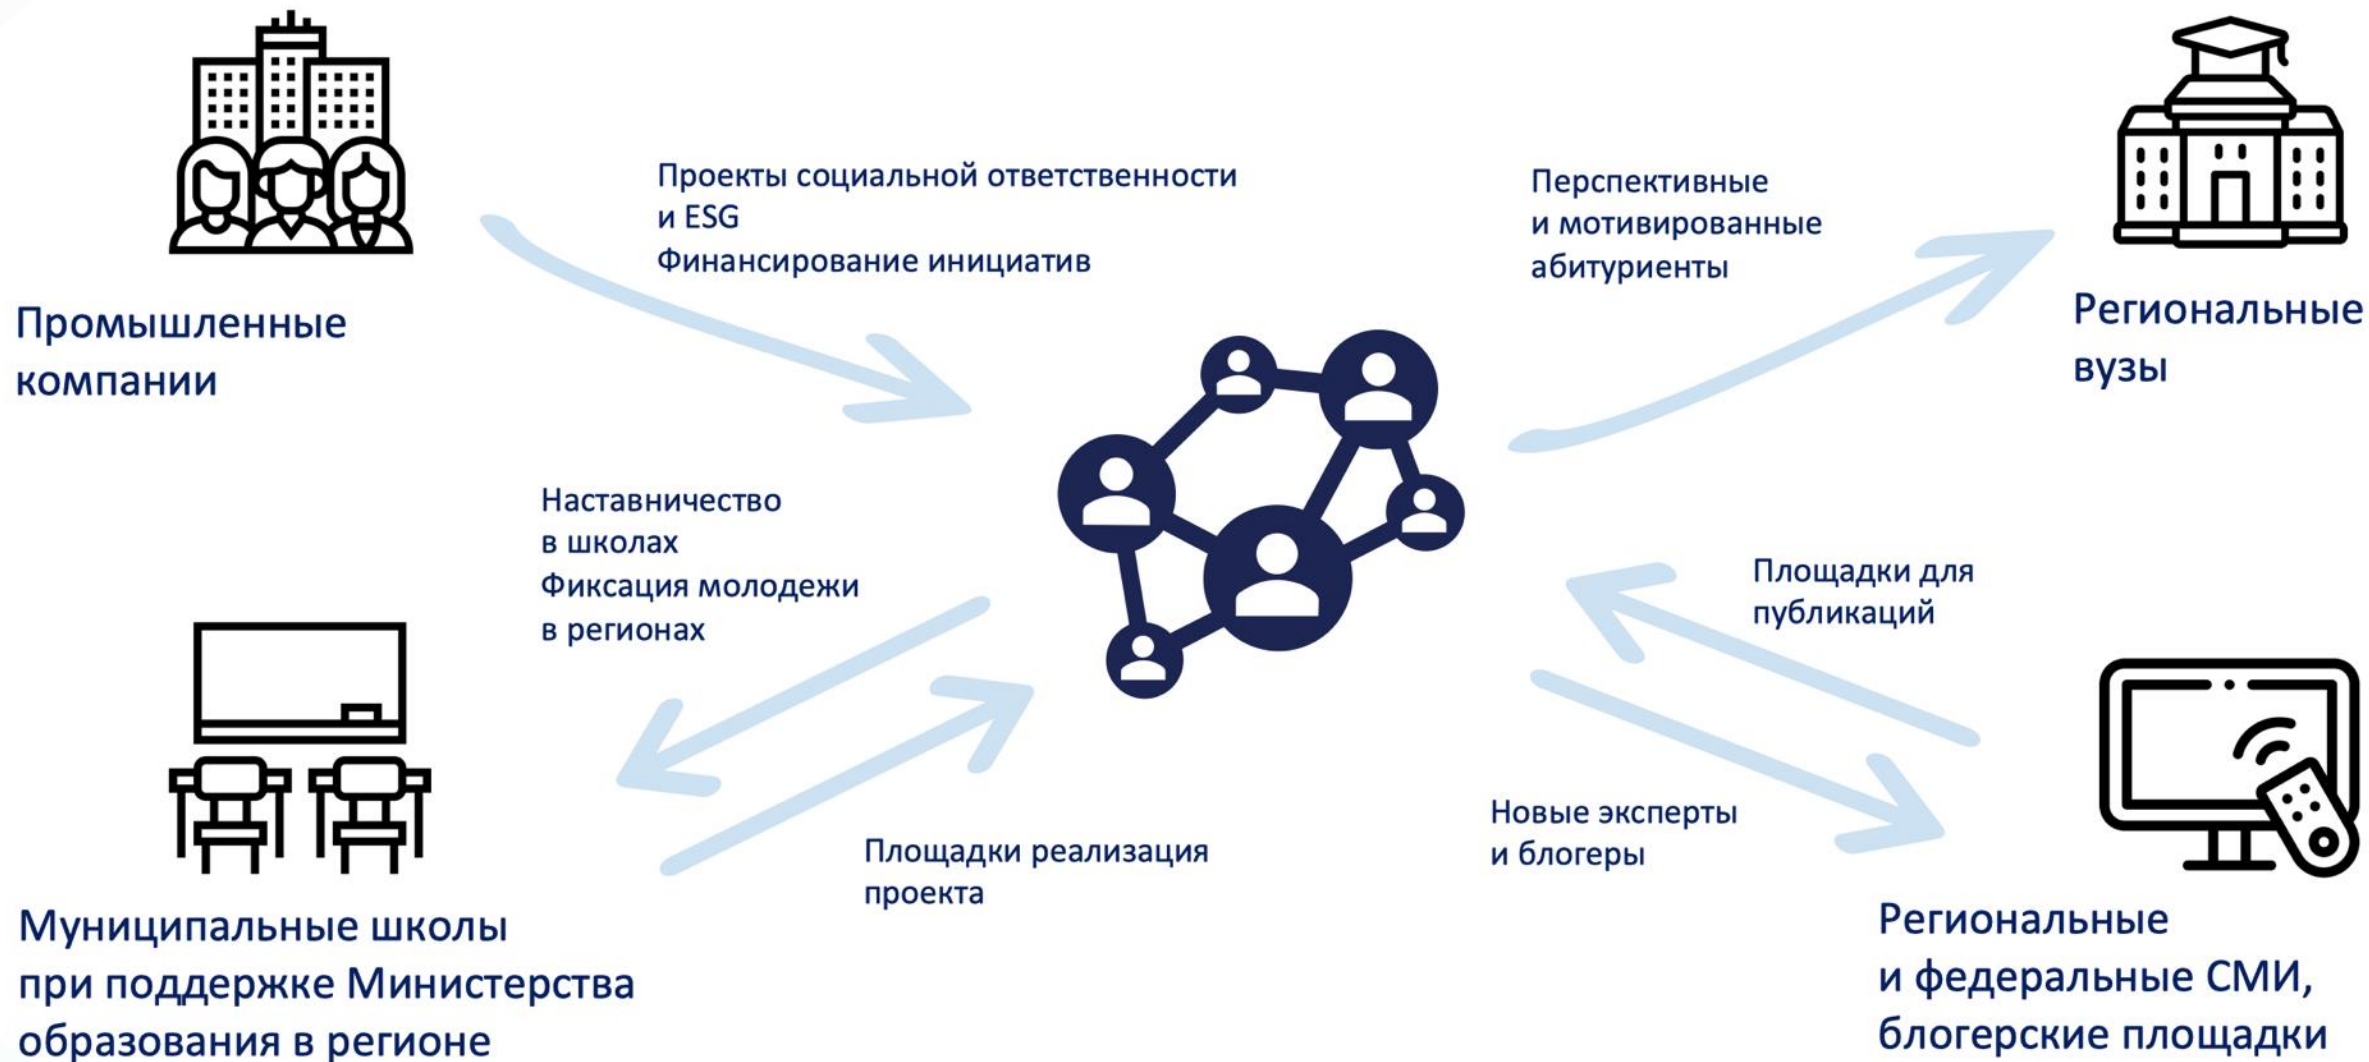 Проекты социальной ответственности
и ESG
Финансирование инициатив
Перспективные
и мотивированные
абитуриенты
Промышленные
компании
Региональные
вузы
Наставничество
в школах
Фиксация молодежи
в регионах
Площадки для
публикаций
Площадки реализация
проекта
Новые эксперты
и блогеры
Муниципальные школы
при поддержке Министерства
образования в регионе
Региональные
и федеральные СМИ,
блогерские площадки